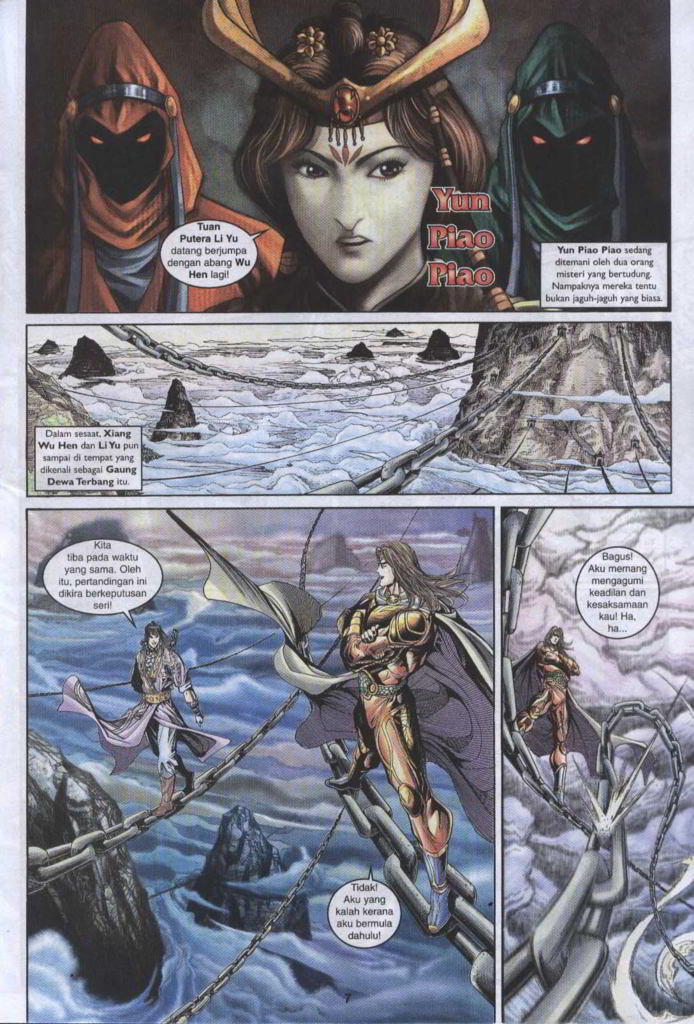 Tuan
Putera Li Yu
datang berjumpa
dengan abang Wu
Hen lagi!
Yun
Piao
Piao
Yun Piao Piao sedang
ditemani oleh dua orang
misteri yang bertudung.
Nampaknya mereka tentu
bukan jaguh-jaguh yang biasa.
Dalam sesaat, Xiang
Wu Hen dan Li Yu pun
sampai di tempat yang
dikenali sebagai Gaung
Dewa Terbang itu.
Kita
tiba pada waktu
yang sama. Oleh
itu, pertandingan ini
dikira berkeputusan
seri!
Tidak!
Aku yang
kalah kerana
aku bermula
dahulu!
Bagus!
Aku memang
mengagumi
keadilan dan
kesaksamaan
kau! Ha,
ha...
7